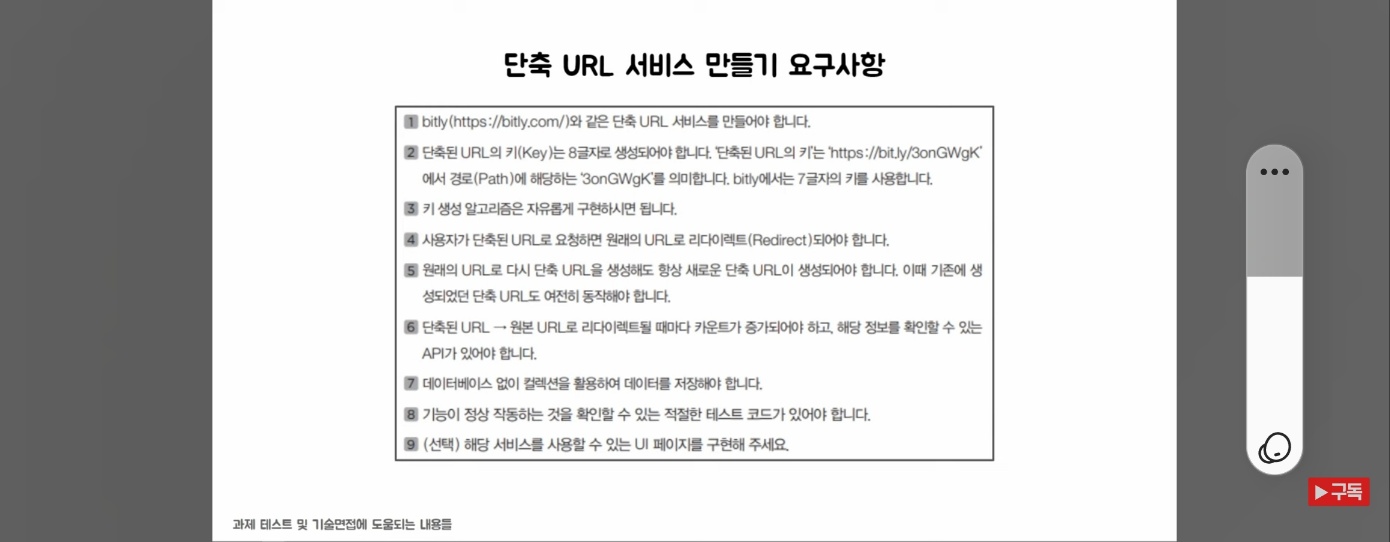 단축 URL 서비스 만들기 요구사항
1 bitly(https://bitly.com/)와 같은 단축 URL 서비스를 만들어야 합니다.
2 단축된 URL의 키(Key)는 8글자로 생성되어야 합니다. '단축된 URL의 키'는 'https://bit.ly/3onGWgK'
에서 경로(Path)에 해당하는 '3onGWgK'를 의미합니다. bitly에서는 7글자의 키를 사용합니다.
3 키 생성 알고리즘은 자유롭게 구현하시면 됩니다.
4 사용자가 단축된 URL로 요청하면 원래의 URL로 리다이렉트(Redirect)되어야 합니다.
5 원래의 URL로 다시 단축 URL을 생성해도 항상 새로운 단축 URL이 생성되어야 합니다. 이때 기존에 생
성되었던 단축 URL도 여전히 동작해야 합니다.
6 단축된 URL → 원본 URL로 리다이렉트될 때마다 카운트가 증가되어야 하고, 해당 정보를 확인할 수 있는
API가 있어야 합니다.
7 데이터베이스 없이 컬렉션을 활용하여 데이터를 저장해야 합니다.
8 기능이 정상 작동하는 것을 확인할 수 있는 적절한 테스트 코드가 있어야 합니다.
9 (선택) 해당 서비스를 사용할 수 있는 UI 페이지를 구현해 주세요.
구독
과제 테스트 및 기술면접에 도움되는 내용들